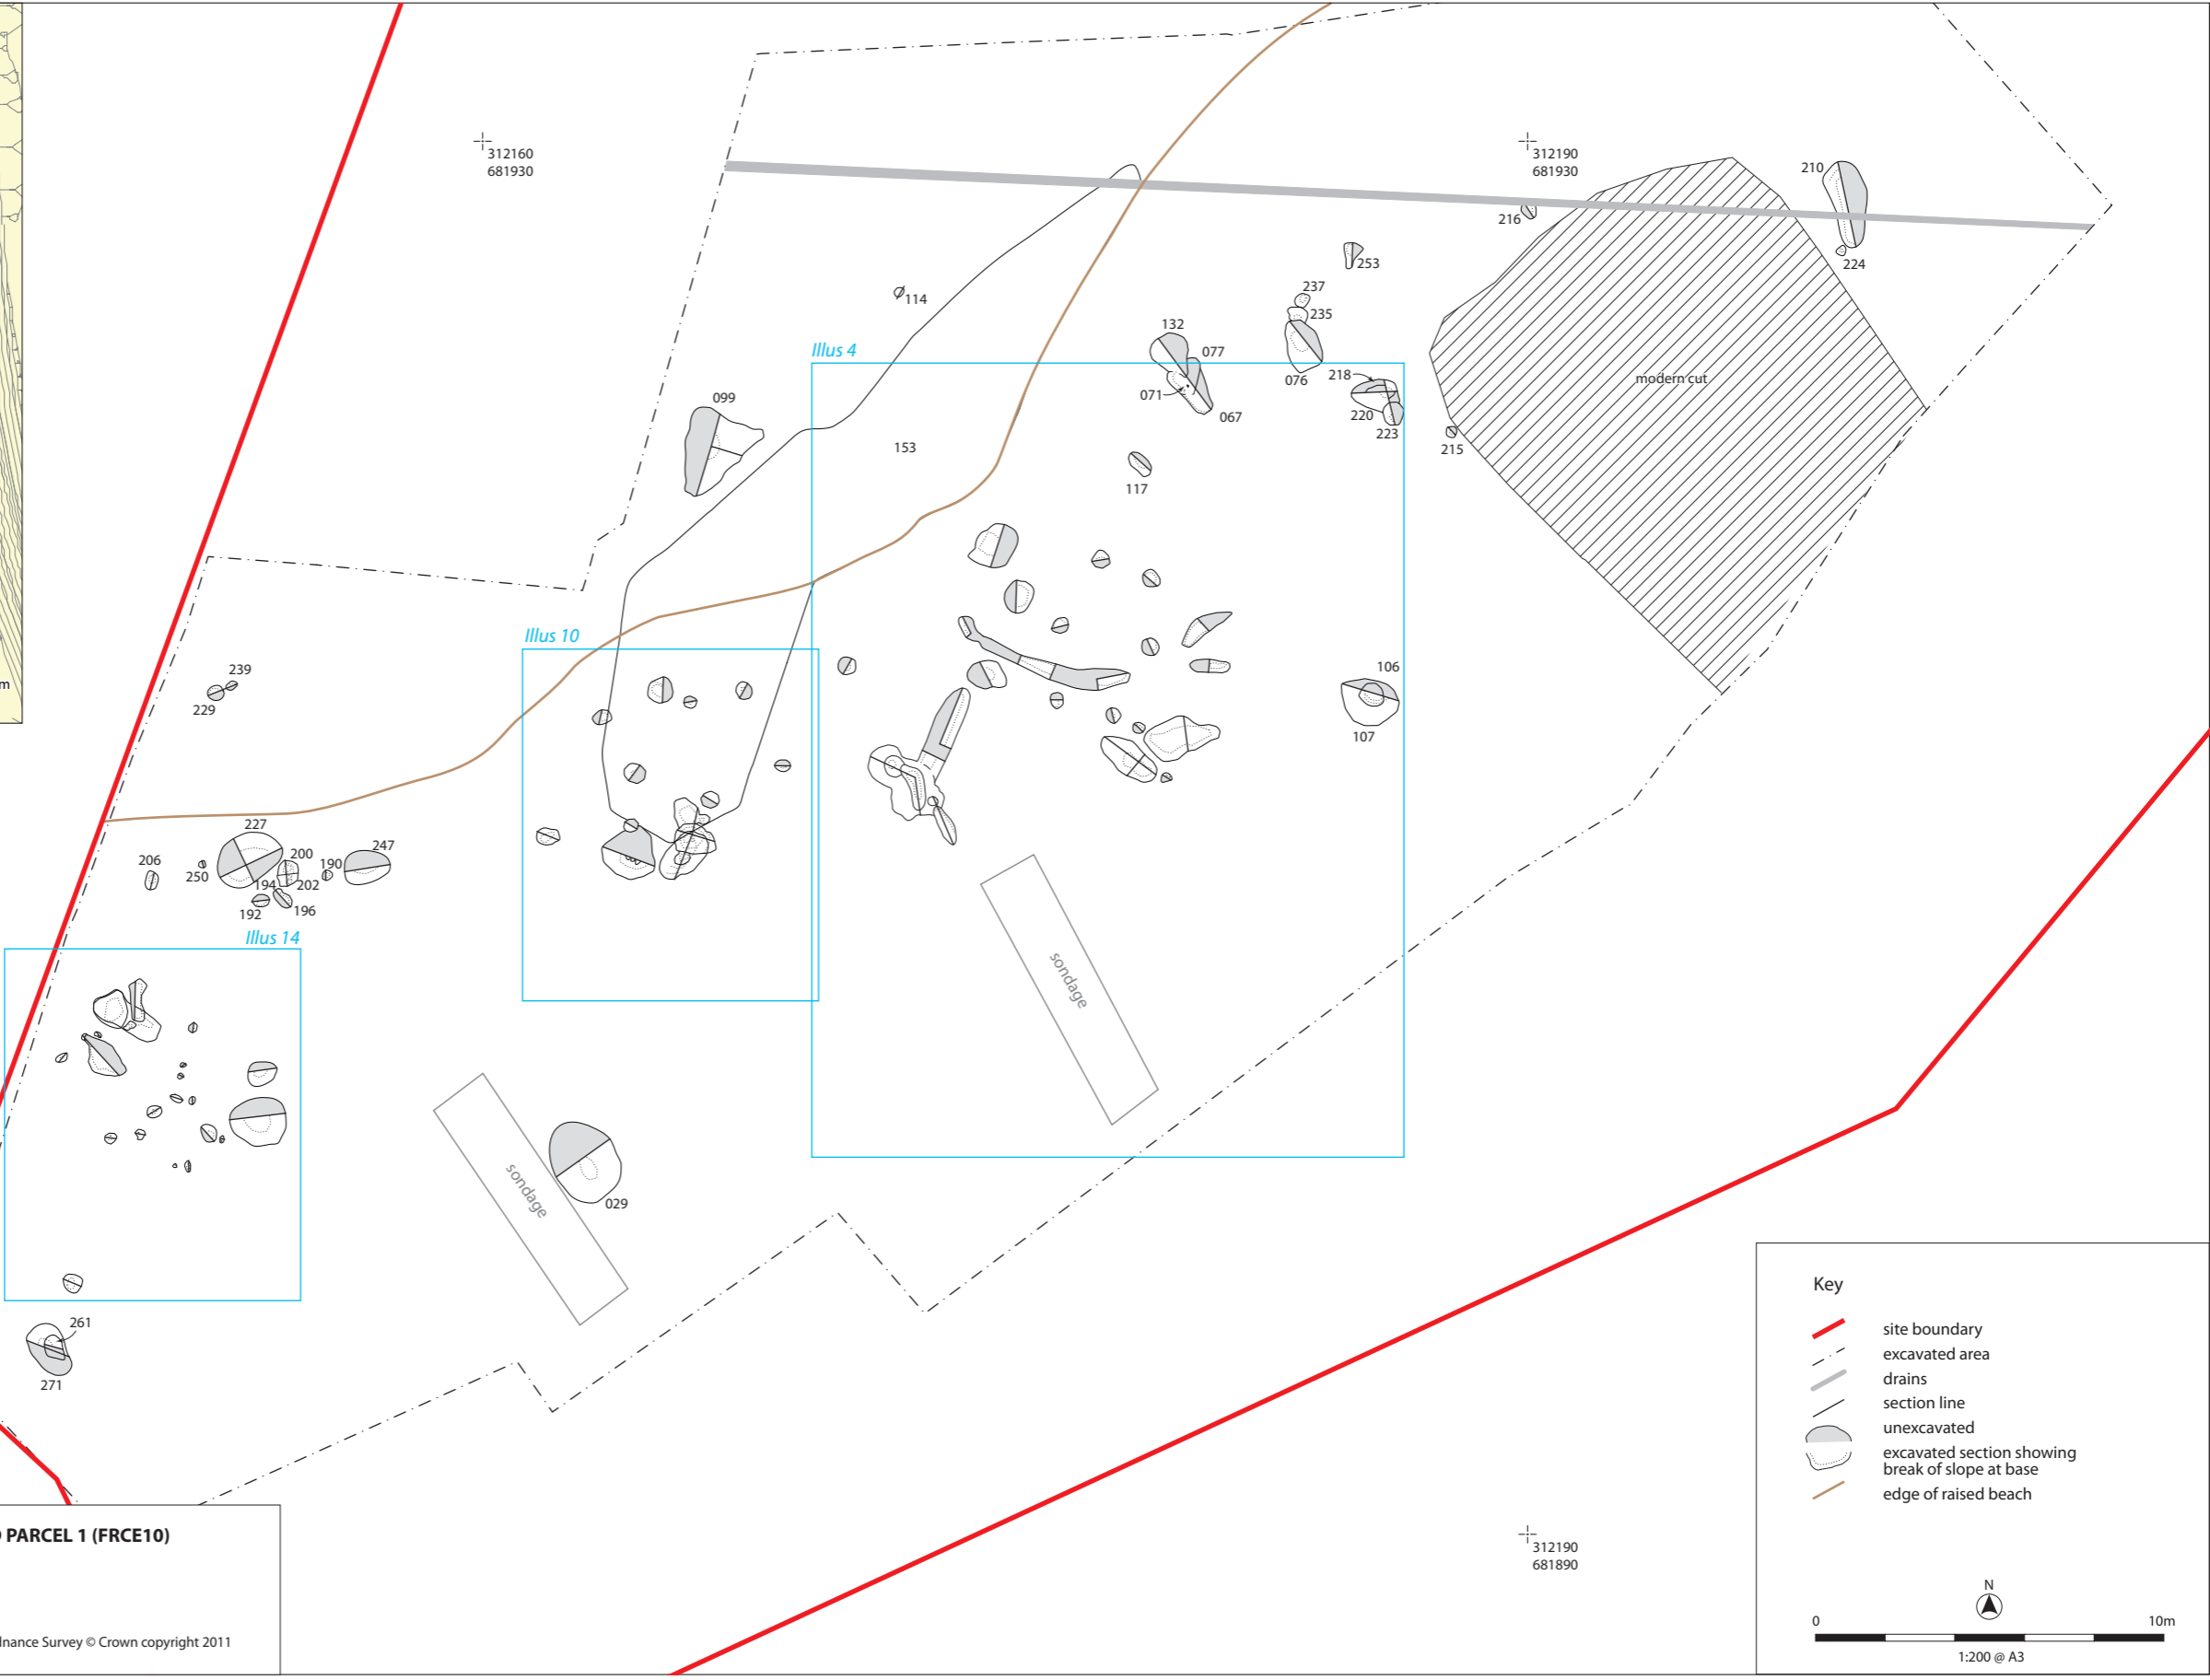 312160
681930
312190
681930
210
216
224
253
114
237
235
132
077
Illus 4
076
218
071
067
220
223
099
modern cut
153
215
117
Illus 10
239
229
106
107
227
206
200
190
247
250
194
202
192
196
Illus 14
sondage
sondage
029
261
271
m
Key
site boundary
excavated area
drains
section line
unexcavated
excavated section showing
break of slope at base
edge of raised beach
PARCEL 1 (FRCE10)
312190
681890
N
0
10m
1:200 @ A3
dnance Survey © Crown copyright 2011